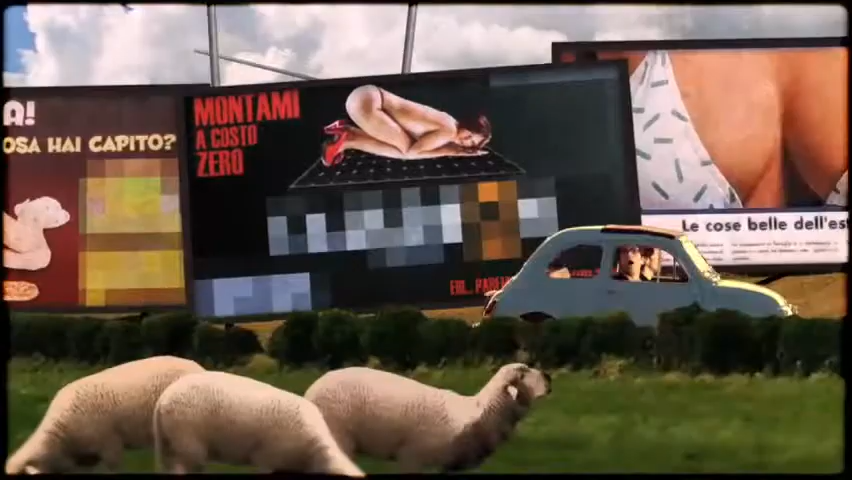 A!
OSA HAI CAPITO?
MONTAMI
A COSTO
ZERO
Le cose belle dell'est